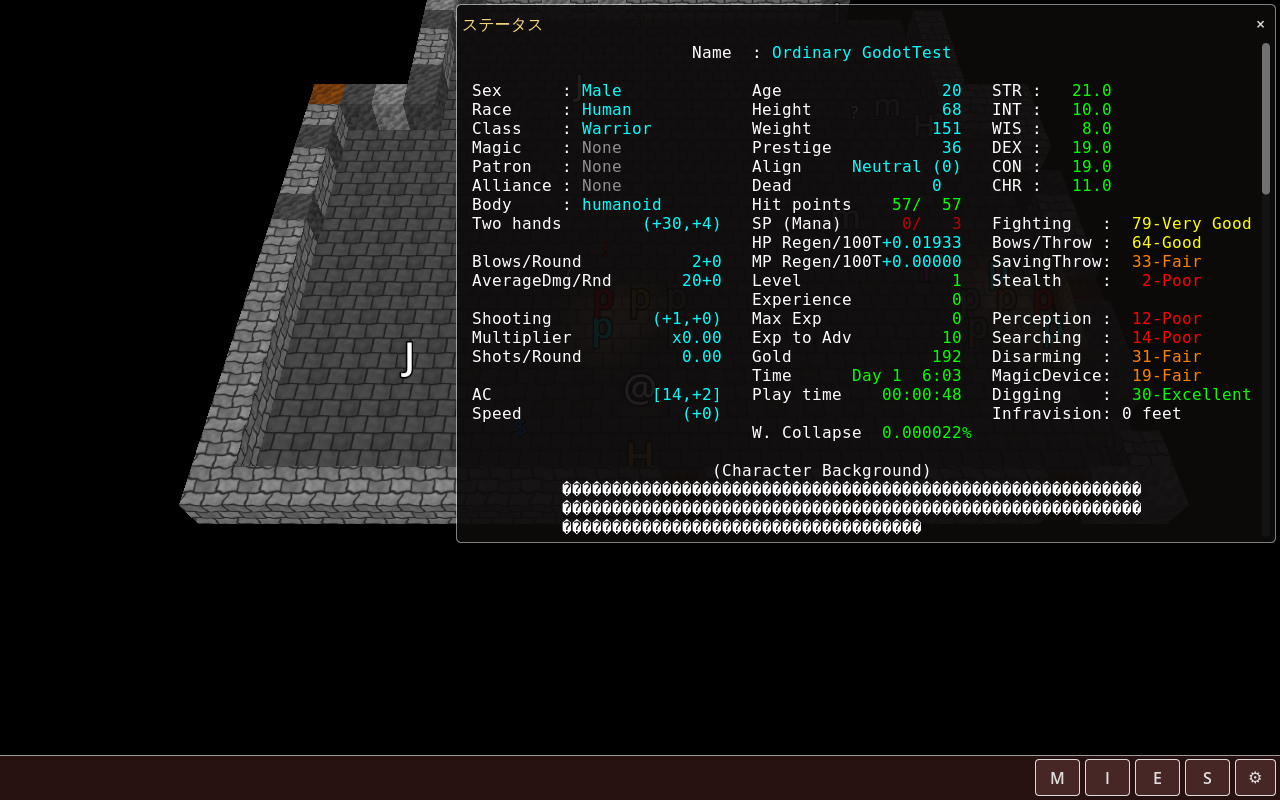 ステータス ×
Name : Ordinary GodotTest
Sex : Male Age 20 STR : 21.0
Race : Human Height 68 INT : 10.0
Class : Warrior Weight 151 WIS : 8.0
Magic : None Prestige 36 DEX : 19.0
Patron : None Align Neutral (0) CON : 19.0
Alliance : None Dead 0 CHR : 11.0
Body : humanoid Hit points 57/ 57
Two hands (+30,+4) SP (Mana) 0/ 3 Fighting : 79-Very Good
HP Regen/100T+0.01933 Bows/Throw : 64-Good
Blows/Round 2+0 MP Regen/100T+0.00000 SavingThrow: 33-Fair
AverageDmg/Rnd 20+0 Level 1 Stealth : 2-Poor
Experience 0
Shooting (+1,+0) Max Exp 0 Perception : 12-Poor
Multiplier x0.00 Exp to Adv 10 Searching : 14-Poor
Shots/Round 0.00 Gold 192 Disarming : 31-Fair
Time Day 1 6:03 MagicDevice: 19-Fair
AC [14,+2] Play time 00:00:48 Digging : 30-Excellent
Speed (+0) Infravision: 0 feet
W. Collapse 0.000022%
(Character Background)
J
M I E S